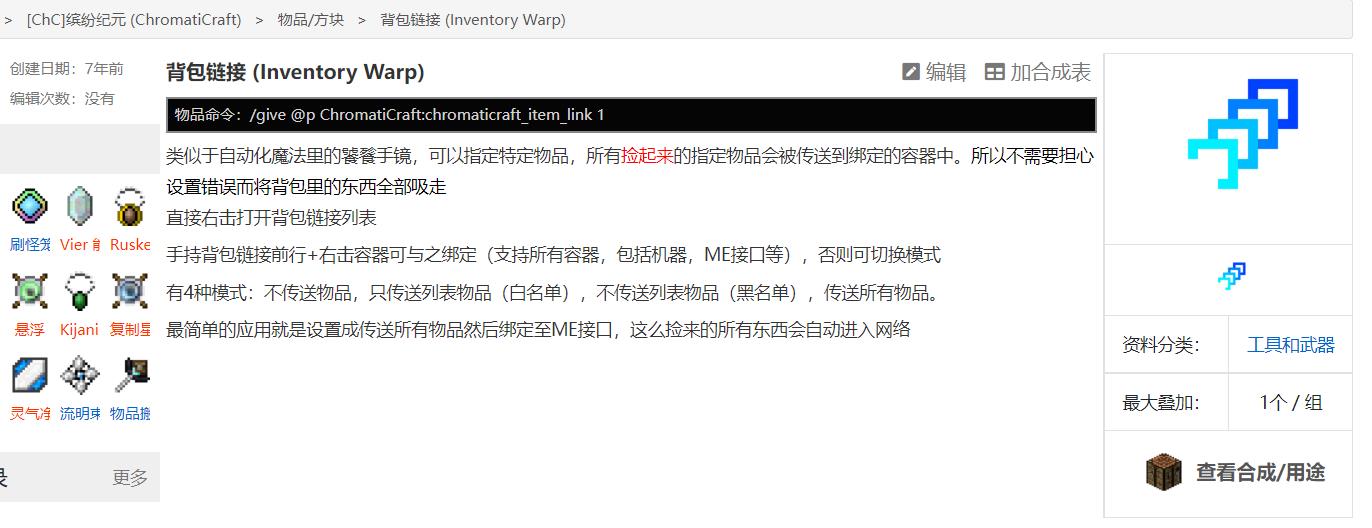 > [ChC]缤纷纪元 (ChromatiCraft) > 物品/方块 > 背包链接 (Inventory Warp)
创建日期：7年前
编辑次数：没有
刷怪笼
Vier 能
Ruske
悬浮
Kijani
复制星
灵气净
流明束
物品搬
录
更多
背包链接 (Inventory Warp)
编辑
加合成表
物品命令：/give @p ChromatiCraft:chromaticraft_item_link 1
类似于自动化魔法里的饕餮手镜，可以指定特定物品，所有捡起来的指定物品会被传送到绑定的容器中。所以不需要担心
设置错误而将背包里的东西全部吸走
直接右击打开背包链接列表
手持背包链接前行+右击容器可与之绑定（支持所有容器，包括机器，ME接口等），否则可切换模式
有4种模式：不传送物品，只传送列表物品（白名单），不传送列表物品（黑名单），传送所有物品。
最简单的应用就是设置成传送所有物品然后绑定至ME接口，这么捡来的所有东西会自动进入网络
资料分类：
工具和武器
最大叠加：
1个 / 组
查看合成/用途